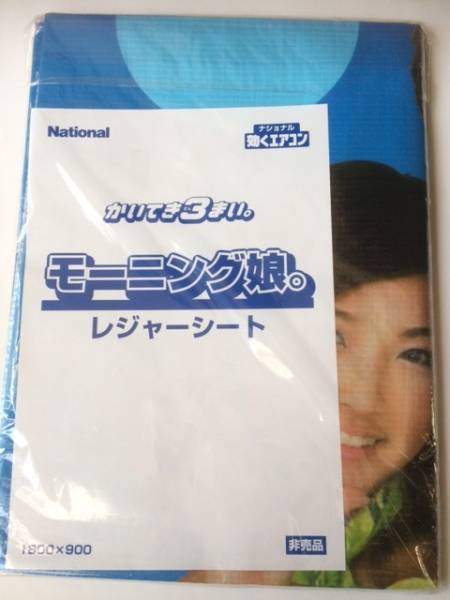 National
ナショナル
効くエアコン
かいてき3まい。
モーニング娘。
レジャーシート
1800×900
非売品